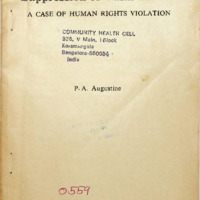 A CASE OF HUMAN RIGHTS VIOLATION
COMMUNITY HEALTH CELL
326, V Main, I Block
Koramangala
Bangalore-560034
India
P. A. Augustine
0.559